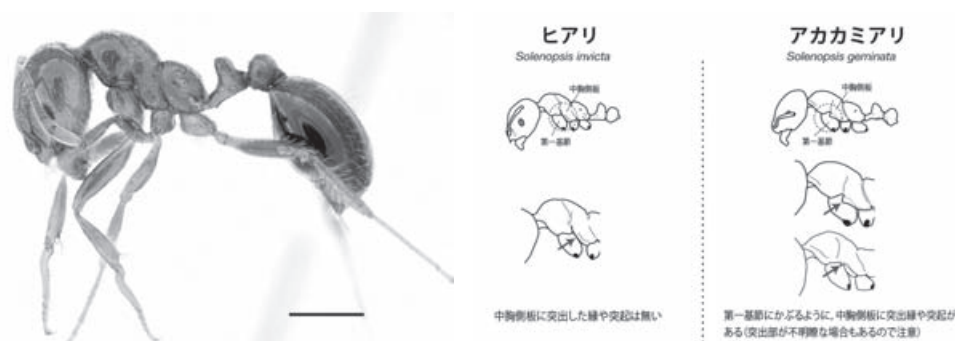 ヒアリ
Solenopsis invicta
中胸側板
第一基節
中胸側板に突出した縁や突起は無い
アカカミアリ
Solenopsis geminata
中胸側板
第一基節
第一基節にかぶるように，中胸側板に突出縁や突起が
ある（突出部が不明瞭な場合もあるので注意）